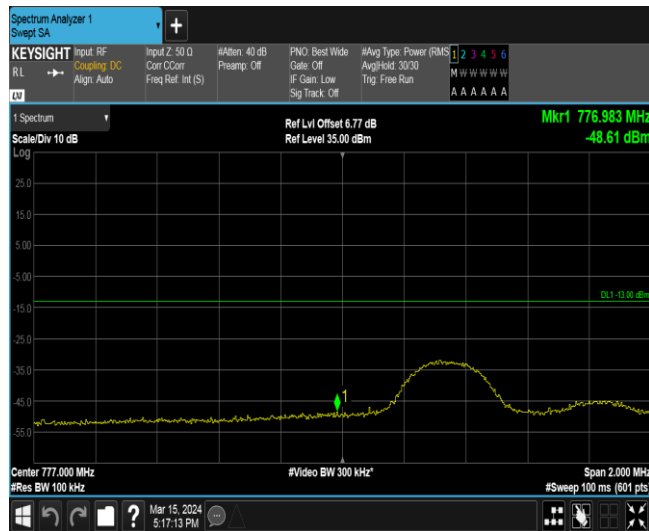 Spectrum Analyzer 1
Swept SA
KEYSIGHT
RL
LXI
Input: RF
Coupling: DC
Align: Auto
Input Z: 50 Ω
Corr CCorr
Freq Ref: Int (S)
#Atten: 40 dB
Preamp: Off
PNO: Best Wide
Gate: Off
IF Gain: Low
Sig Track: Off
#Avg Type: Power (RMS
Avg|Hold: 30/30
Trig: Free Run
1 2 3 4 5 6
M W W W W W
A A A A A A
1 Spectrum
Scale/Div 10 dB
Log
Ref Lvl Offset 6.77 dB
Ref Level 35.00 dBm
Mkr1 776.983 MHz
-48.61 dBm
25.0
15.0
5.00
-5.00
DL1 -13.00 dBm
-15.0
-25.0
-35.0
-45.0
1
-55.0
Center 777.000 MHz
#Res BW 100 kHz
#Video BW 300 kHz*
Span 2.000 MHz
#Sweep 100 ms (601 pts)
?
Mar 15, 2024
5:17:13 PM